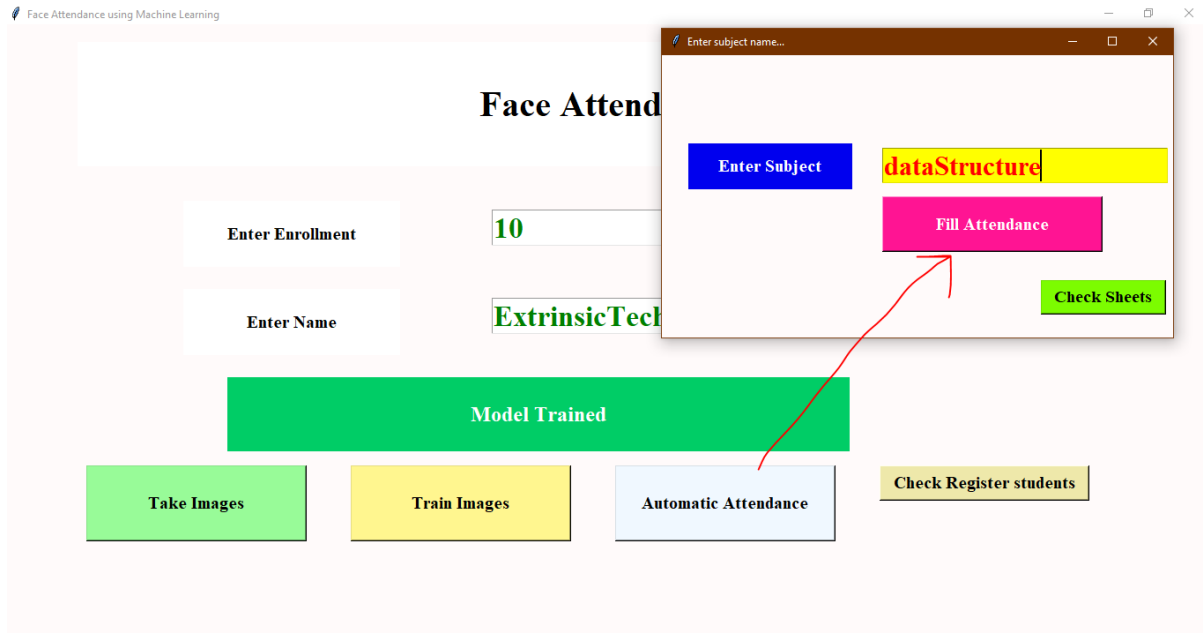 Face Attendance using Machine Learning
Enter subject name...
Face Attend
Enter Subject
dataStructure
Fill Attendance
Check Sheets
Enter Enrollment
10
Enter Name
ExtrinsicTech
Model Trained
Take Images
Train Images
Automatic Attendance
Check Register students